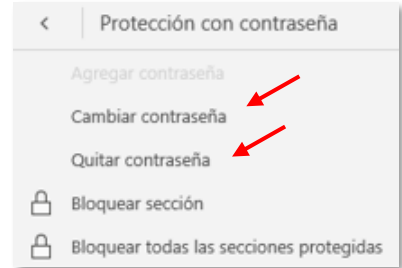 Protección con contraseña
Agregar contraseña
Cambiar contraseña
Quitar contraseña
Bloquear sección
Bloquear todas las secciones protegidas